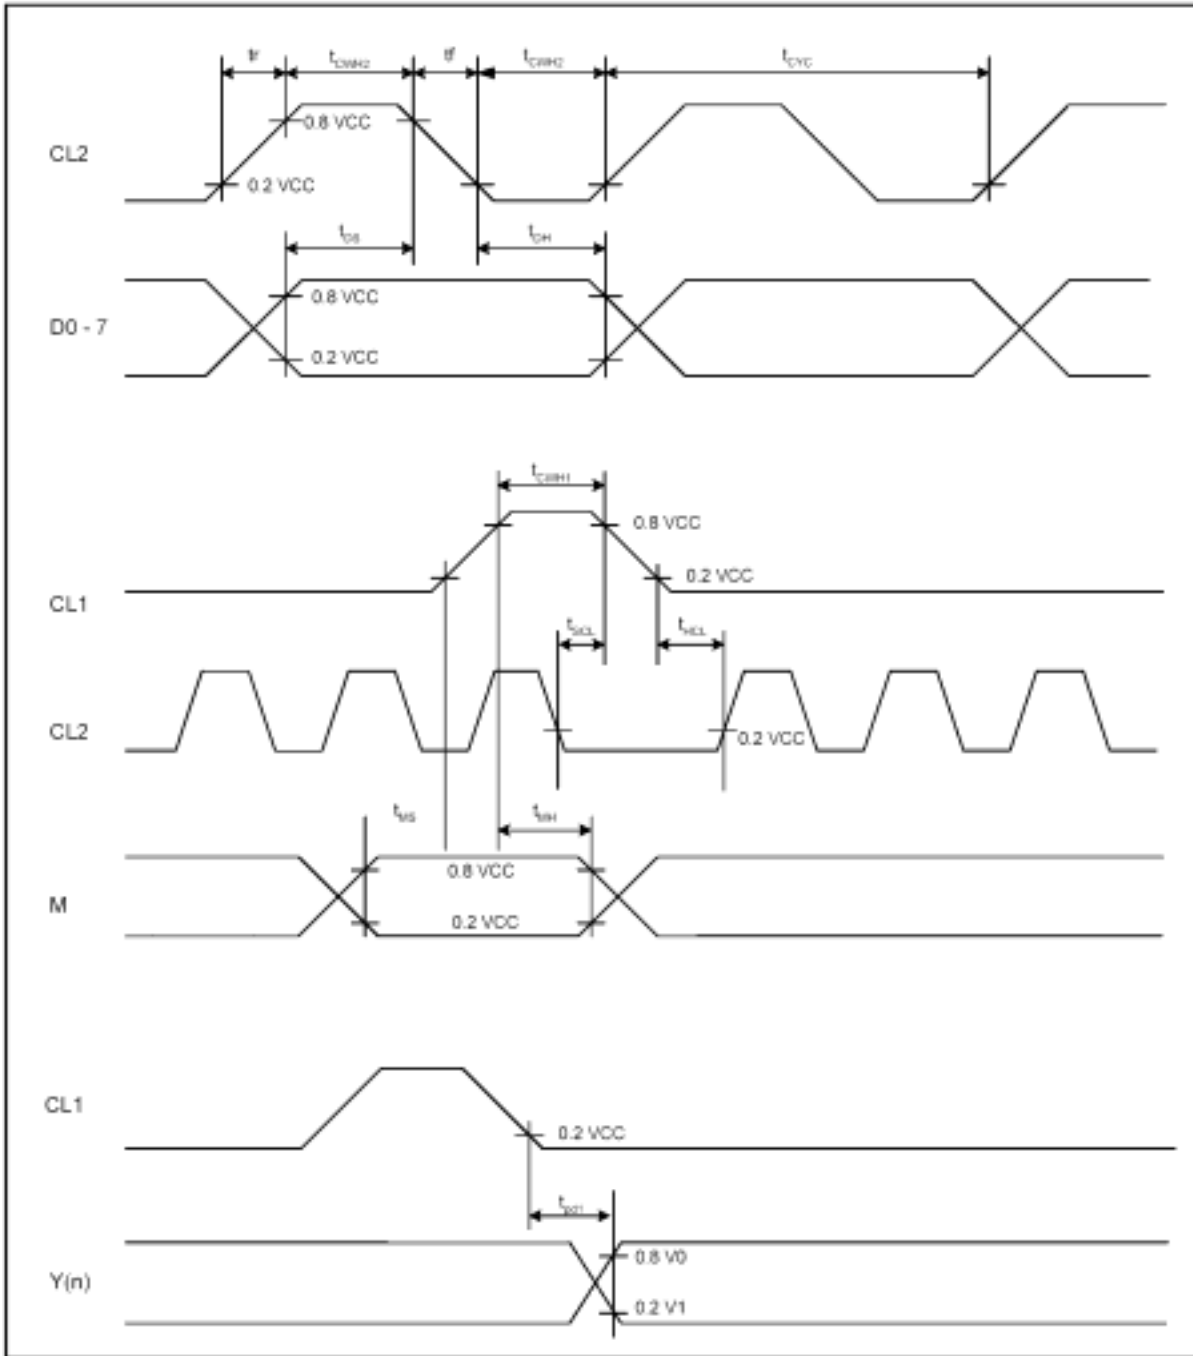 tr tCWH2 tf tCWH2 tCYC
CL2
0.8 VCC
0.2 VCC
tDS tDH
D0 - 7
0.8 VCC
0.2 VCC
tCWH1
0.8 VCC
0.2 VCC
CL1
tSCL tHCL
CL2
0.2 VCC
tMS tMH
0.8 VCC
M
0.2 VCC
CL1
0.2 VCC
tpd1
0.8 V0
Y(n)
0.2 V1